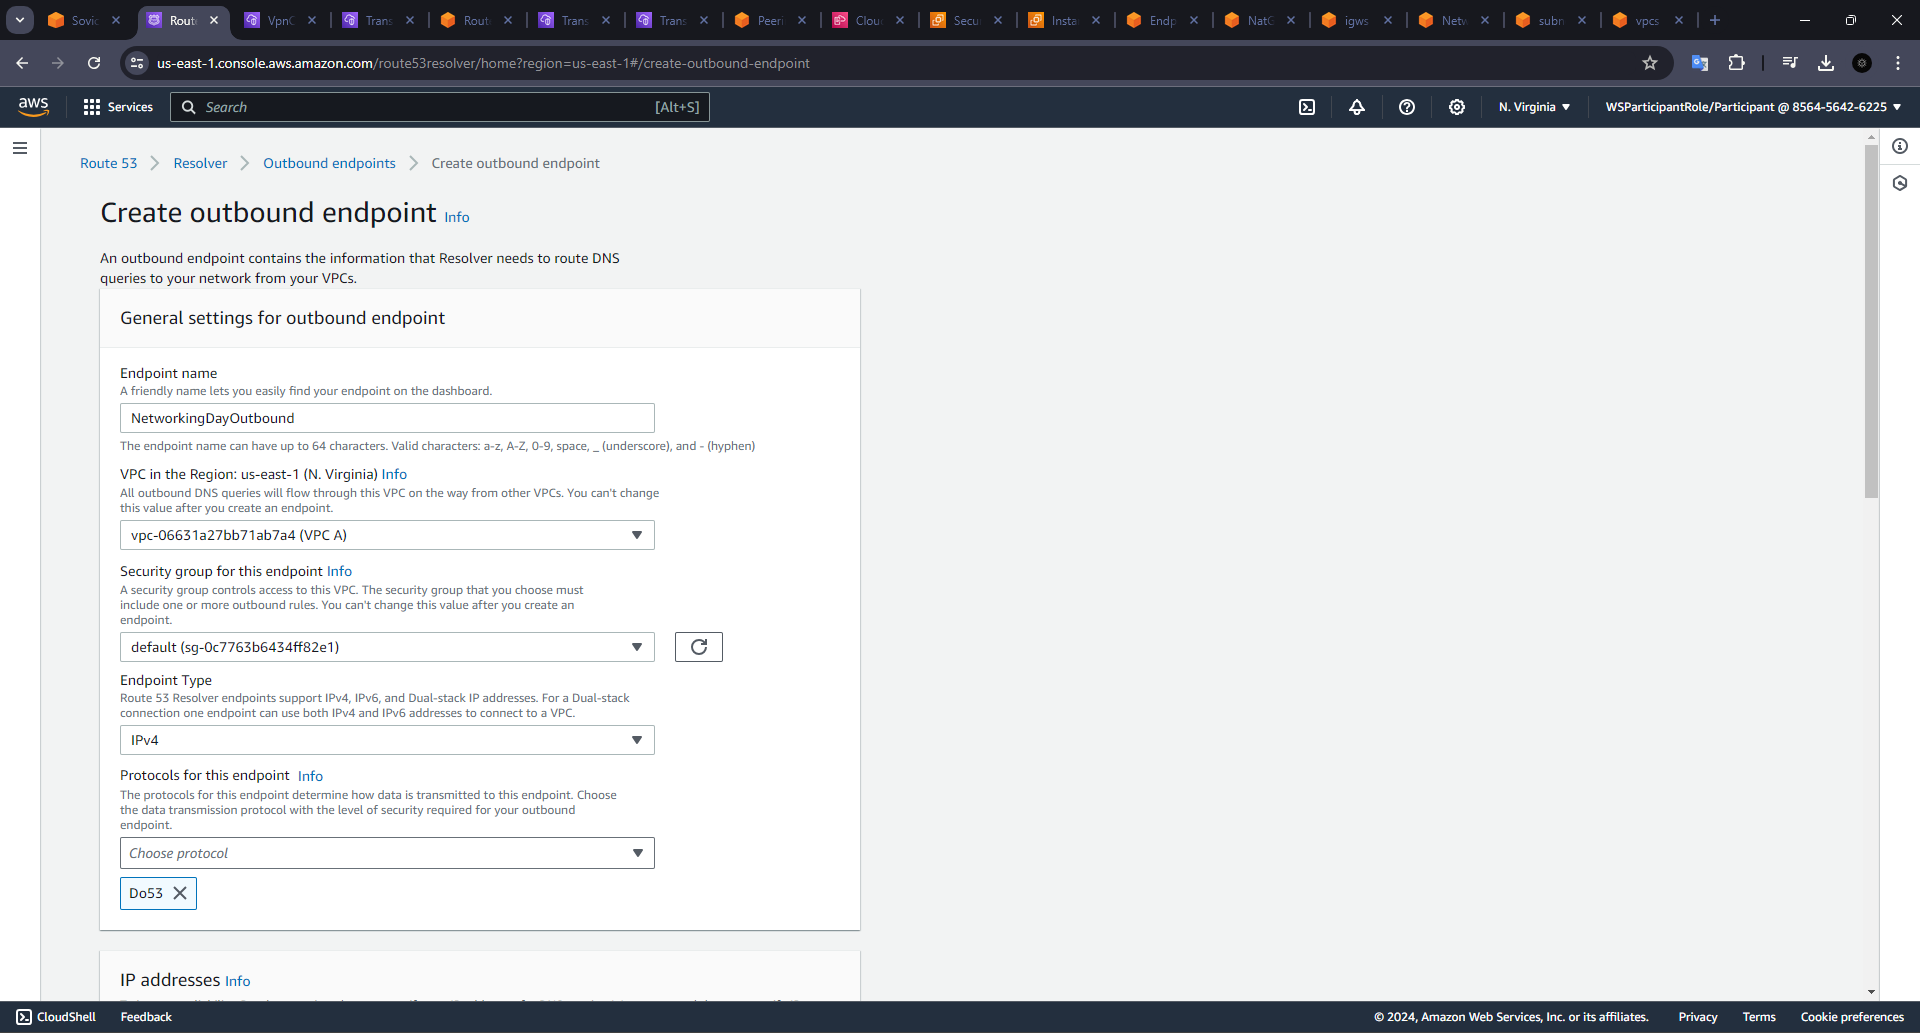 Sovic
Rout
VpnC
Trans
Rout
Trans
Trans
Peeri
Clou
Secu
Insta
Endp
NatG
igws
Netw
subn
vpcs
us-east-1.console.aws.amazon.com/route53resolver/home?region=us-east-1#/create-outbound-endpoint
aws
Services
Search
[Alt+S]
N. Virginia
WSParticipantRole/Participant @ 8564-5642-6225
Route 53
Resolver
Outbound endpoints
Create outbound endpoint
Create outbound endpoint Info
An outbound endpoint contains the information that Resolver needs to route DNS
queries to your network from your VPCs.
General settings for outbound endpoint
Endpoint name
A friendly name lets you easily find your endpoint on the dashboard.
NetworkingDayOutbound
The endpoint name can have up to 64 characters. Valid characters: a-z, A-Z, 0-9, space, _ (underscore), and - (hyphen)
VPC in the Region: us-east-1 (N. Virginia) Info
All outbound DNS queries will flow through this VPC on the way from other VPCs. You can't change
this value after you create an endpoint.
vpc-06631a27bb71ab7a4 (VPC A)
Security group for this endpoint Info
A security group controls access to this VPC. The security group that you choose must
include one or more outbound rules. You can't change this value after you create an
endpoint.
default (sg-0c7763b6434ff82e1)
Endpoint Type
Route 53 Resolver endpoints support IPv4, IPv6, and Dual-stack IP addresses. For a Dual-stack
connection one endpoint can use both IPv4 and IPv6 addresses to connect to a VPC.
IPv4
Protocols for this endpoint Info
The protocols for this endpoint determine how data is transmitted to this endpoint. Choose
the data transmission protocol with the level of security required for your outbound
endpoint.
Choose protocol
Do53
IP addresses Info
CloudShell
Feedback
© 2024, Amazon Web Services, Inc. or its affiliates.
Privacy
Terms
Cookie preferences